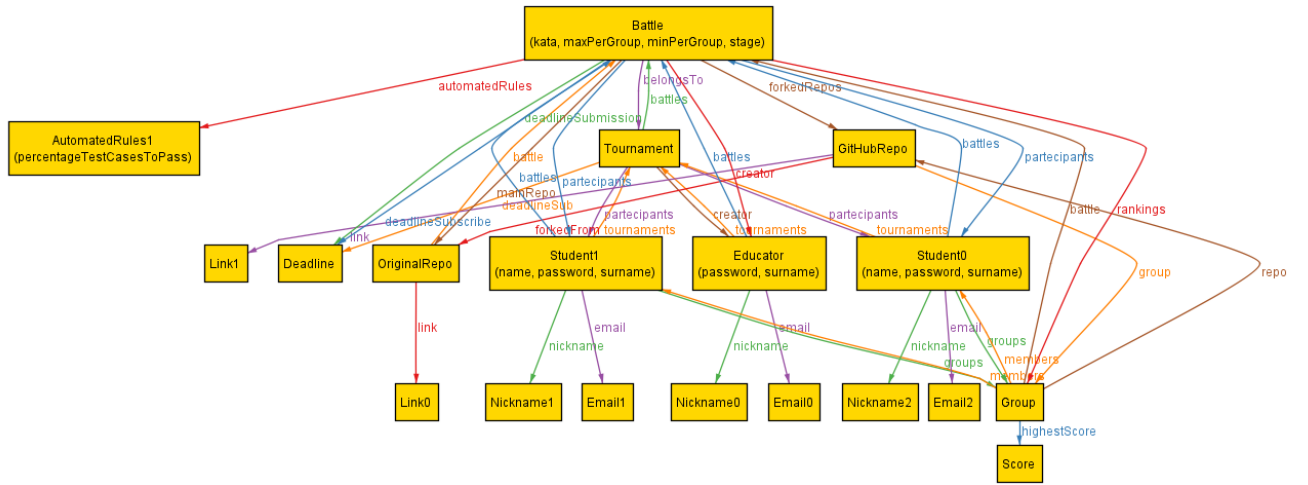 Battle
(kata, maxPerGroup, minPerGroup, stage)
belongsTo
forkedRepos
automatedRules
battles
deadlineSubmission
AutomatedRules1
(percentageTestCasesToPass)
Tournament
GitHubRepo
battle
battles
battles
partecipants
creator
battles
partecipants
mainRepo
deadlineSub
deadlineSubscribe
partecipants
creator
partecipants
battle
rankings
link
forkedFrom
tournaments
tournaments
tournaments
Link1
Deadline
OriginalRepo
Student1
(name, password, surname)
Educator
(password, surname)
Student0
(name, password, surname)
group
repo
link
email
nickname
email
nickname
groups
email
nickname
groups
members
members
Link0
Nickname1
Email1
Nickname0
Email0
Nickname2
Email2
Group
highestScore
Score